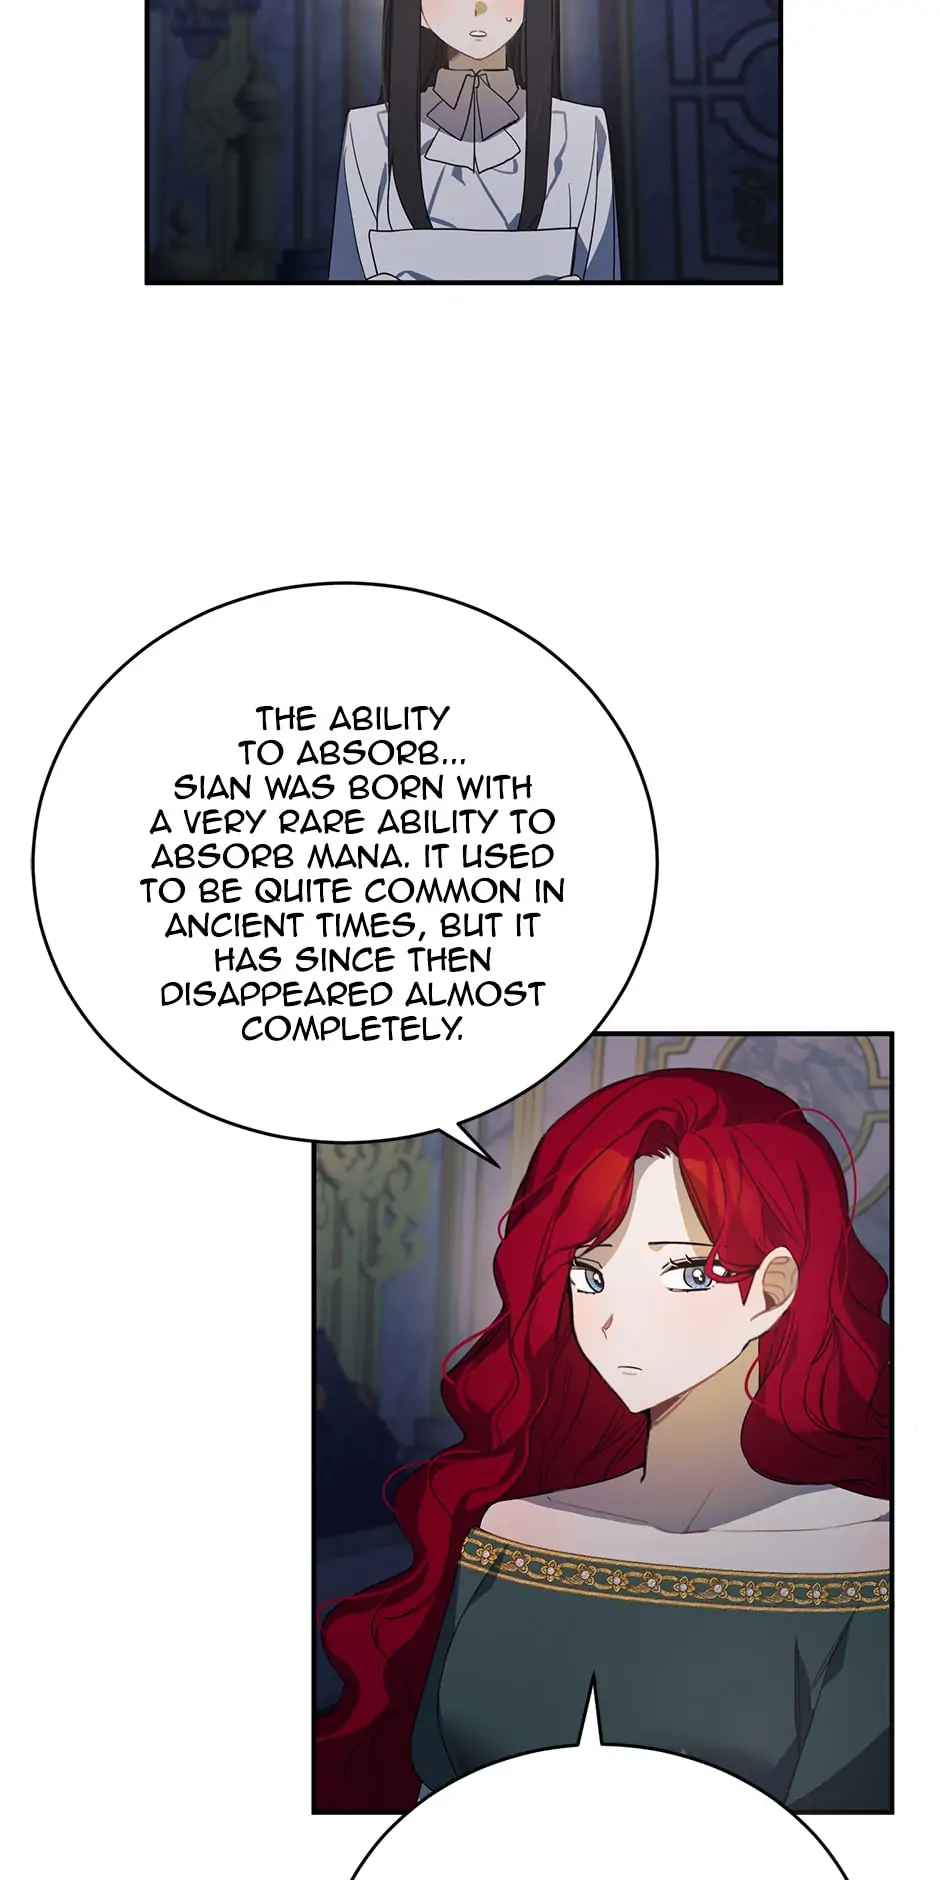 THE ABILITY
TO ABSORB...
SIAN WAS BORN WITH
A VERY RARE ABILITY TO
ABSORB MANA. IT USED
TO BE QUITE COMMON IN
ANCIENT TIMES, BUT IT
HAS SINCE THEN
DISAPPEARED ALMOST
COMPLETELY.